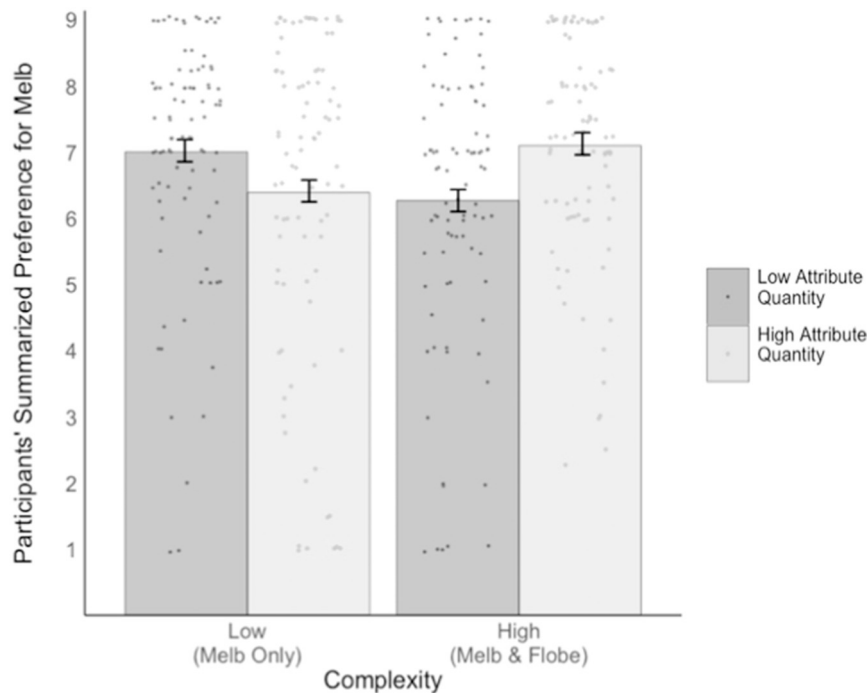 Participants' Summarized Preference for Melb
9
8
7
6
5
4
3
2
1
Low
(Melb Only)
High
(Melb & Flobe)
Complexity
Low Attribute
Quantity
High Attribute
Quantity